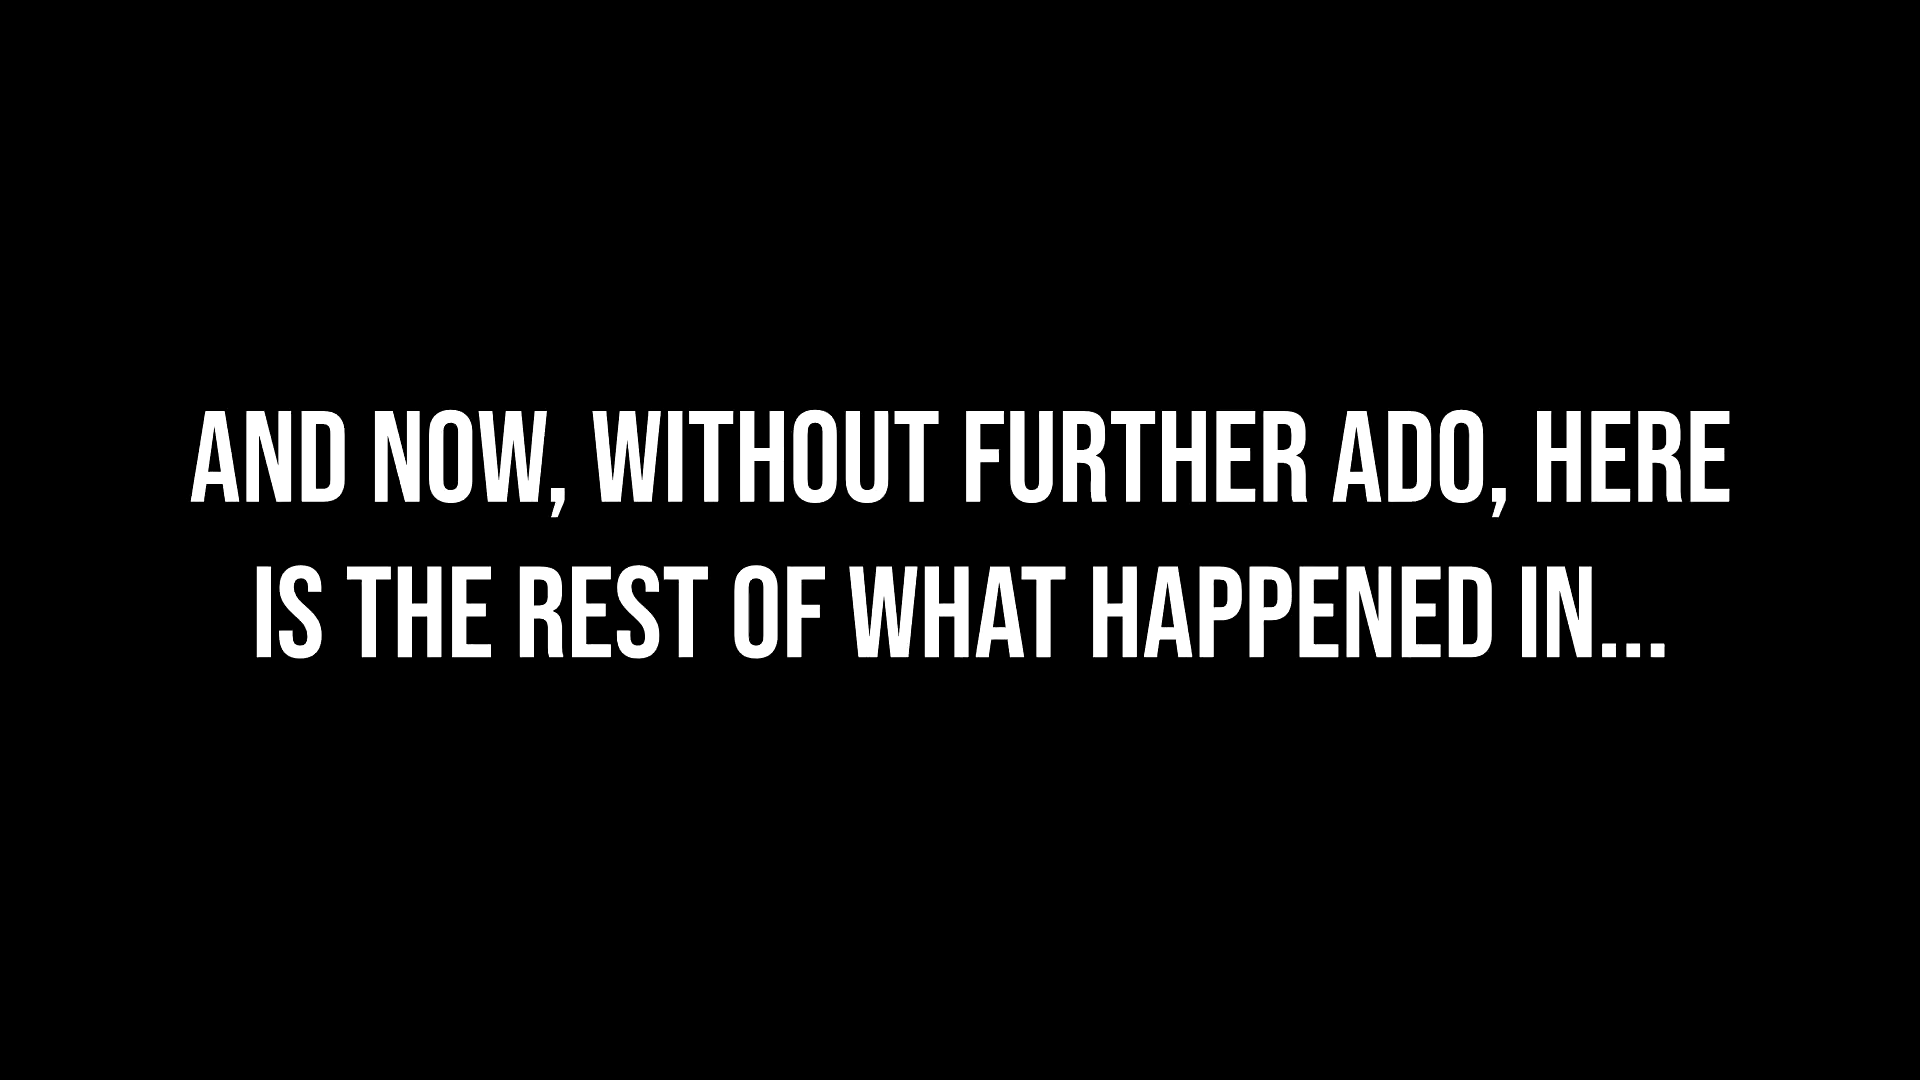 AND NOW, WITHOUT FURTHER ADO, HERE
IS THE REST OF WHAT HAPPENED IN...